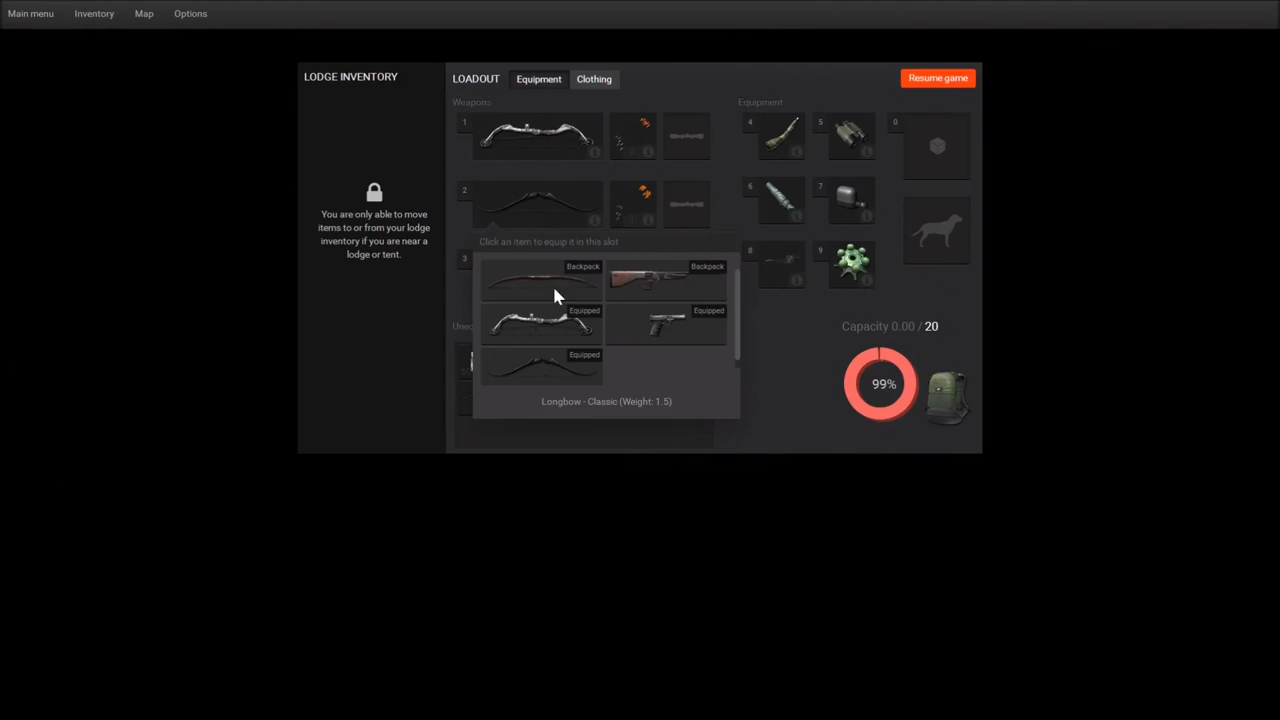 Main menu Inventory Map Options
LODGE INVENTORY
LOADOUT Equipment Clothing Resume game
Weapons Equipment
1 4 5 0
2 6 7
You are only able to move
items to or from your lodge
inventory if you are near a
lodge or tent.
Click an item to equip it in this slot
3 8 9
Backpack Backpack
Equipped Equipped
Capacity 0.00 / 20
Equipped
99%
Longbow - Classic (Weight: 1.5)